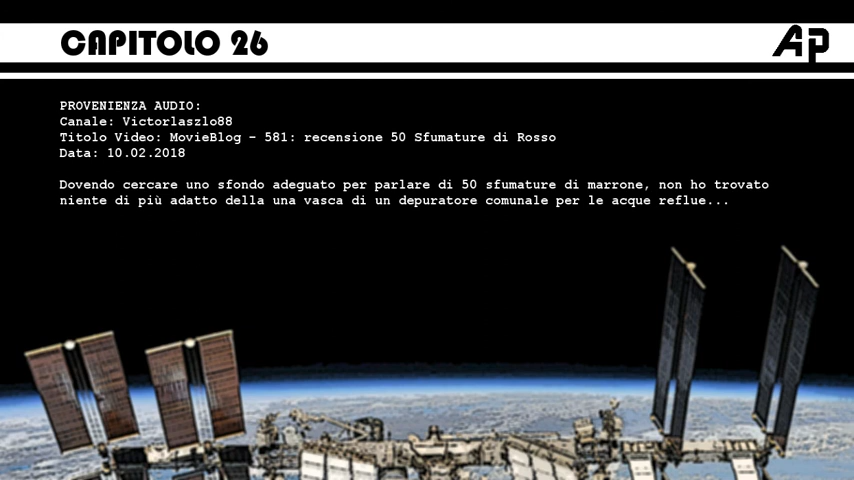 CAPITOLO 26
AP
PROVENIENZA AUDIO:
Canale: Victorlaszlo88
Titolo Video: MovieBlog - 581: recensione 50 Sfumature di Rosso
Data: 10.02.2018
Dovendo cercare uno sfondo adeguato per parlare di 50 sfumature di marrone, non ho trovato
niente di più adatto della una vasca di un depuratore comunale per le acque reflue...